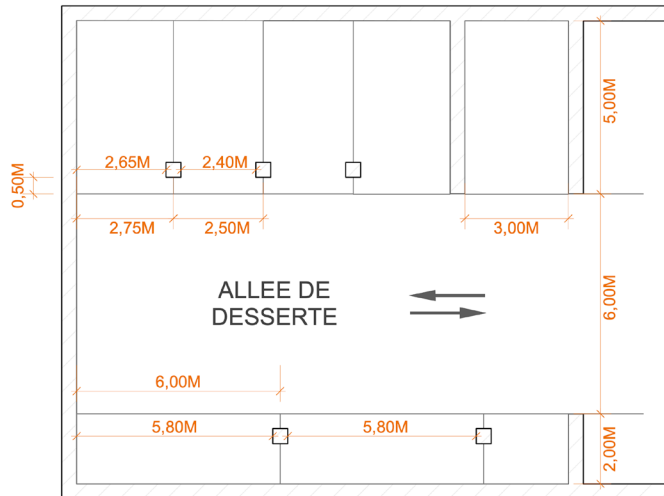 5,00M
2,65M
2,40M
0,50M
2,75M
2,50M
3,00M
ALLEE DE
DESSERTE
6,00M
6,00M
5,80M
5,80M
2,00M